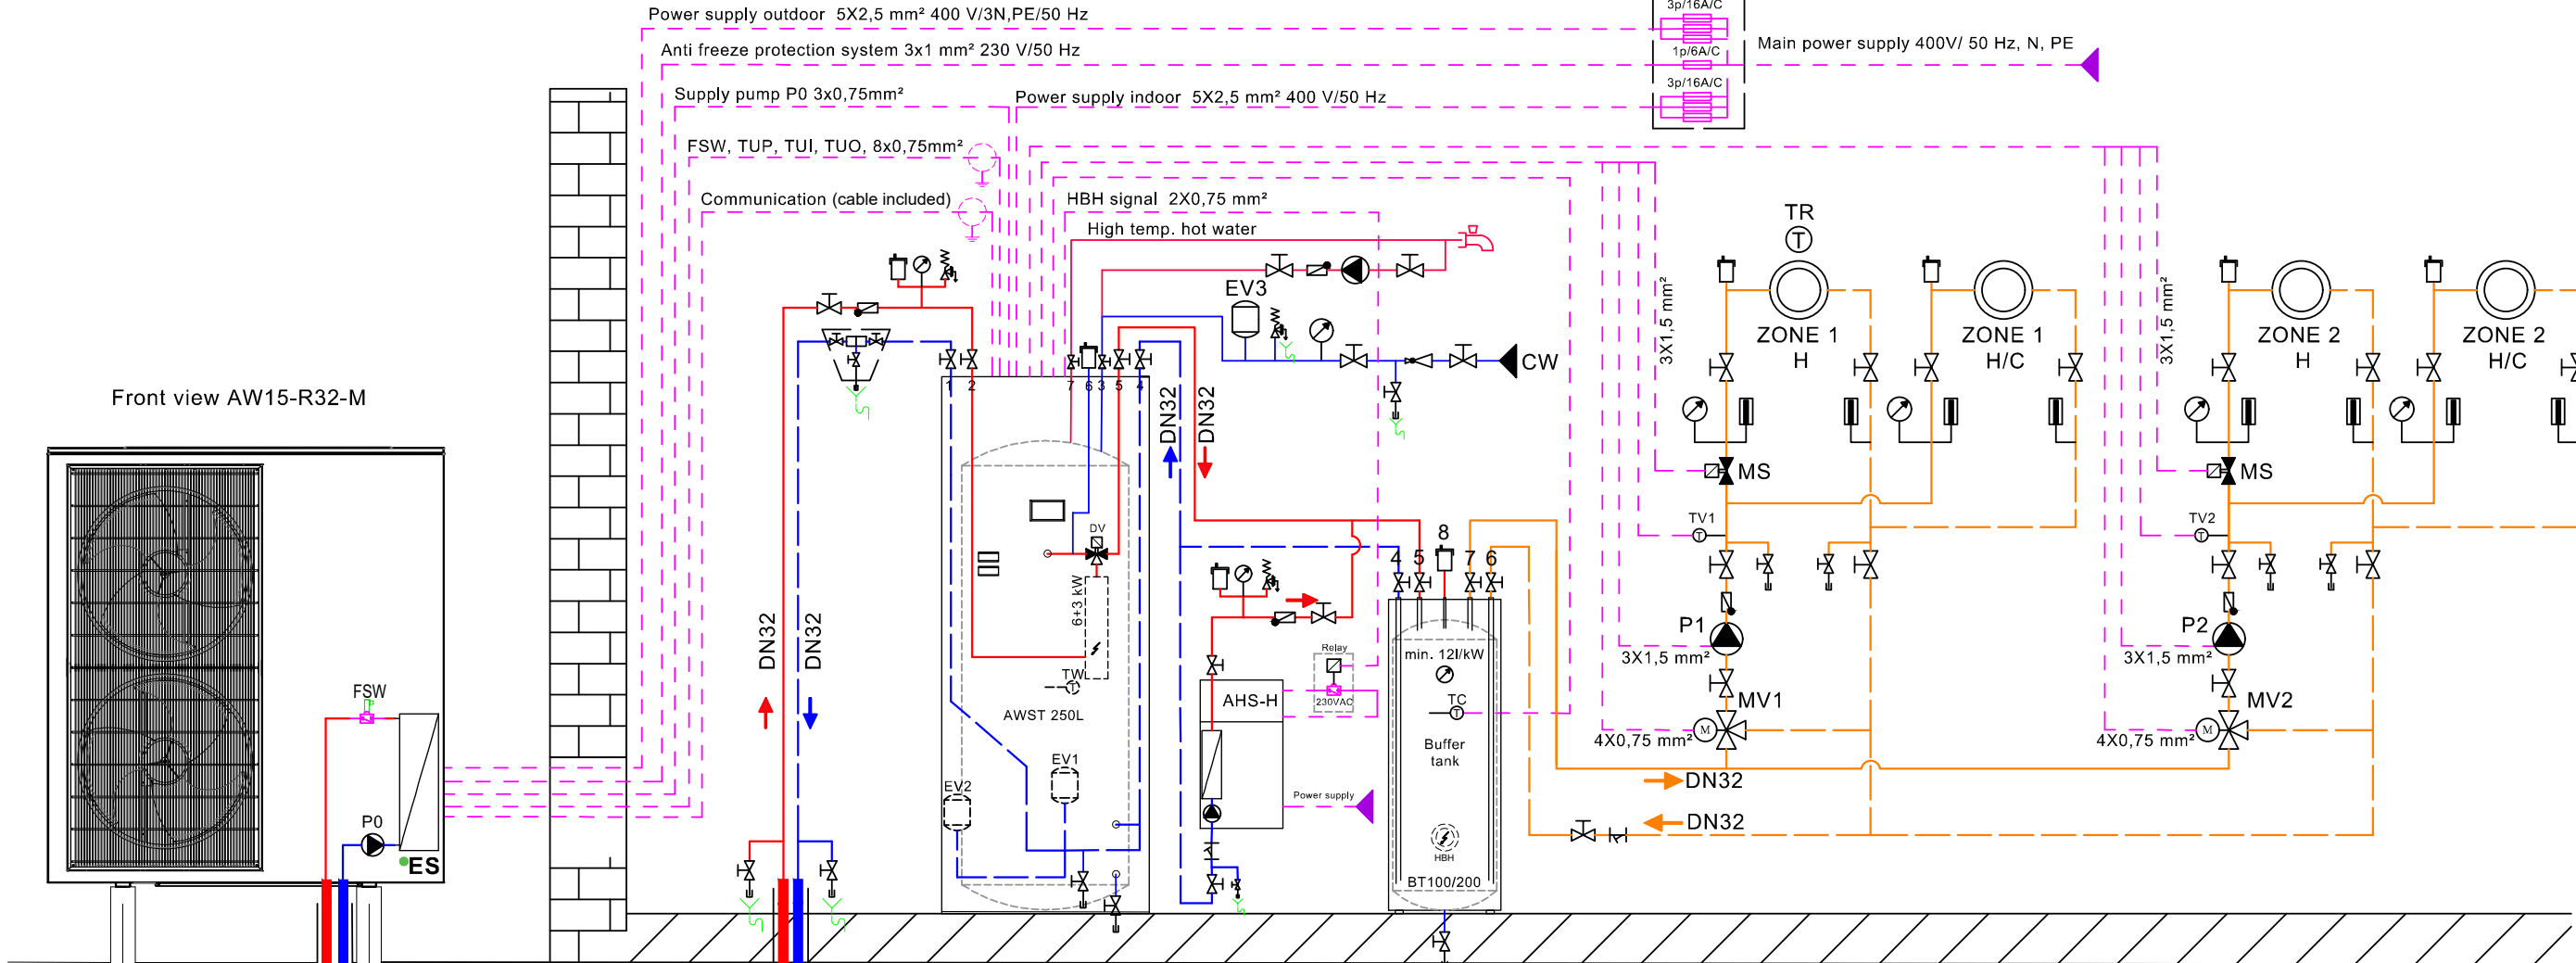 3p/16A/C
Power supply outdoor 5X2,5 mm² 400 V/3N,PE/50 Hz
Anti freeze protection system 3x1 mm² 230 V/50 Hz
1p/6A/C
Main power supply 400V/ 50 Hz, N, PE
3p/16A/C
Supply pump P0 3x0,75mm²
Power supply indoor 5X2,5 mm² 400 V/50 Hz
FSW, TUP, TUI, TUO, 8x0,75mm²
Communication (cable included)
HBH signal 2X0,75 mm²
High temp. hot water
TR
T
EV3
CW
3X1,5 mm²
ZONE 1
H
ZONE 1
H/C
3X1,5 mm²
ZONE 2
H
ZONE 2
H/C
Front view AW15-R32-M
1
2
7
6
3
5
4
DN32
DN32
MS
MS
TV1
T
TV2
T
DV
8
4
5
7
6
6+3 kW
DN32
DN32
P1
3X1,5 mm²
P2
3X1,5 mm²
Relay
230VAC
min. 12l/kW
TW
T
AWST 250L
AHS-H
TC
T
Buffer
tank
MV1
M
4X0,75 mm²
MV2
M
4X0,75 mm²
FSW
EV2
EV1
Power supply
DN32
DN32
P0
ES
HBH
BT100/200